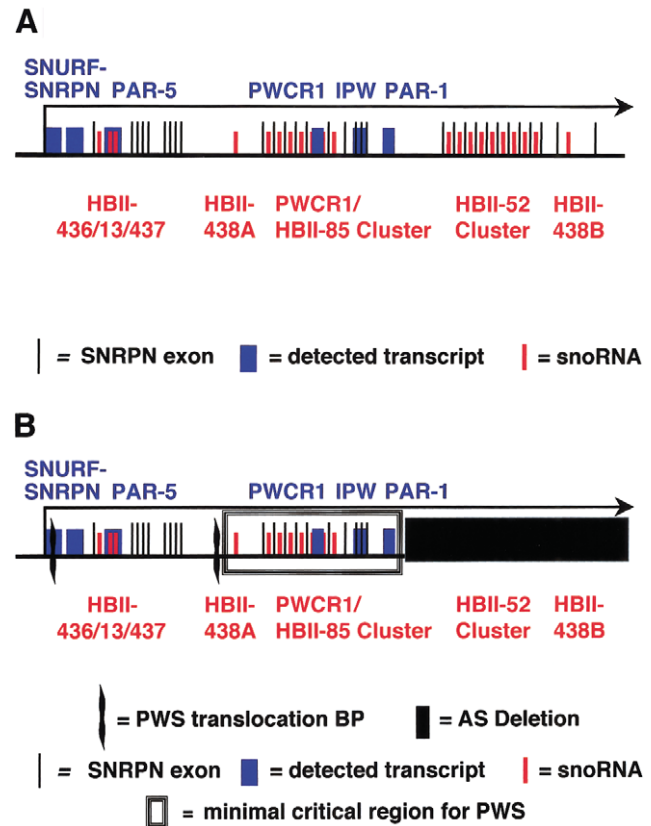 A
SNURF-
SNRPN PAR-5 PWCR1 IPW PAR-1
HBII- HBII- PWCR1/ HBII-52 HBII-
436/13/437 438A HBII-85 Cluster Cluster 438B
= SNRPN exon = detected transcript = snoRNA
B
SNURF-
SNRPN PAR-5 PWCR1 IPW PAR-1
HBII- HBII- PWCR1/ HBII-52 HBII-
436/13/437 438A HBII-85 Cluster Cluster 438B
= PWS translocation BP = AS Deletion
= SNRPN exon = detected transcript = snoRNA
= minimal critical region for PWS